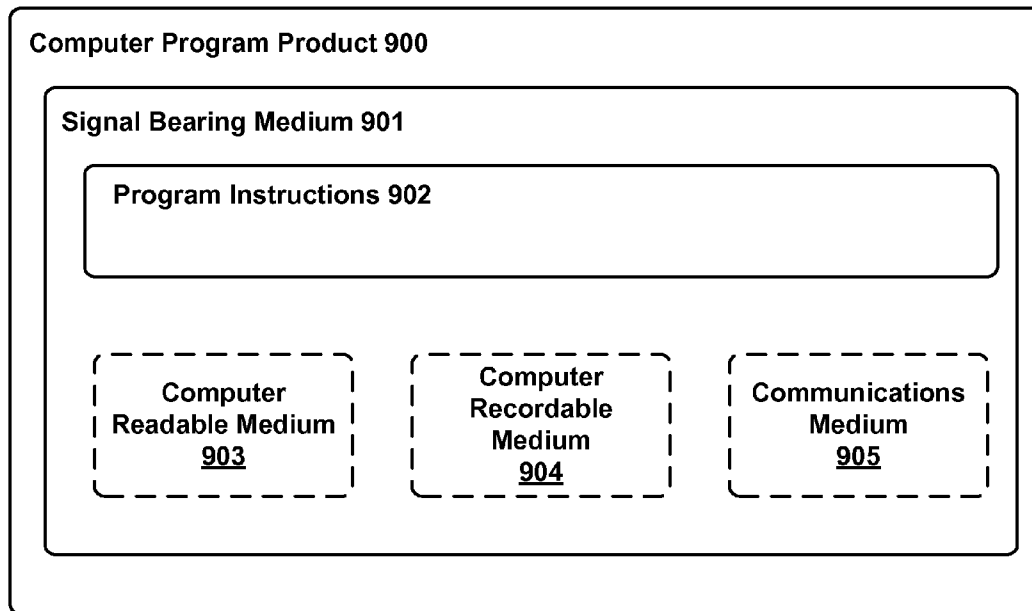 Computer Program Product 900
Signal Bearing Medium 901
Program Instructions 902
Computer
Readable Medium
903
Computer
Recordable
Medium
904
Communications
Medium
905